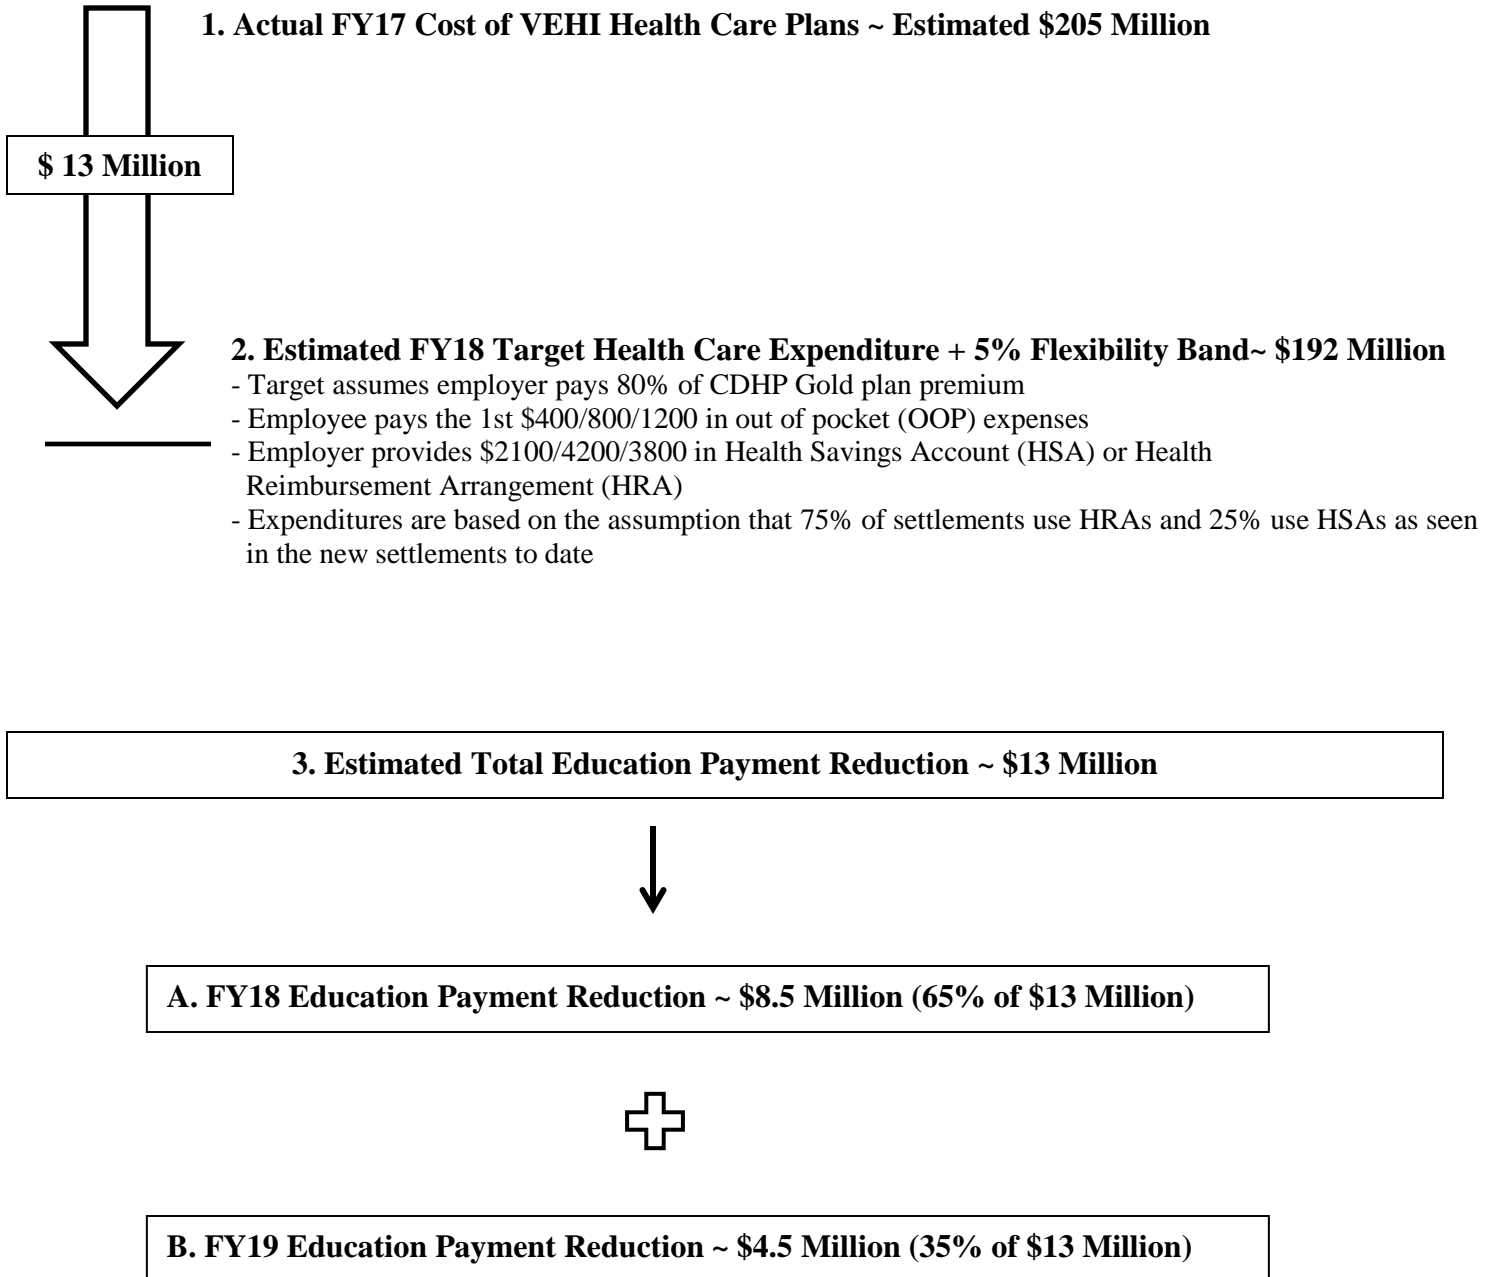 1. Actual FY17 Cost of VEHI Health Care Plans ~ Estimated $205 Million
$ 13 Million
2. Estimated FY18 Target Health Care Expenditure + 5% Flexibility Band~ $192 Million
- Target assumes employer pays 80% of CDHP Gold plan premium
- Employee pays the 1st $400/800/1200 in out of pocket (OOP) expenses
- Employer provides $2100/4200/3800 in Health Savings Account (HSA) or Health
Reimbursement Arrangement (HRA)
- Expenditures are based on the assumption that 75% of settlements use HRAs and 25% use HSAs as seen
in the new settlements to date
3. Estimated Total Education Payment Reduction ~ $13 Million
A. FY18 Education Payment Reduction ~ $8.5 Million (65% of $13 Million)
B. FY19 Education Payment Reduction ~ $4.5 Million (35% of $13 Million)